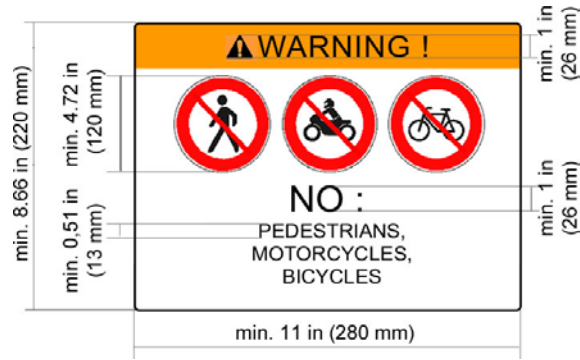 WARNING !
NO :
PEDESTRIANS,
MOTORCYCLES,
BICYCLES
min. 8.66 in (220 mm)
min. 4.72 in
(120 mm)
min. 0,51 in
(13 mm)
min. 1 in
(26 mm)
min. 1 in
(26 mm)
min. 11 in (280 mm)